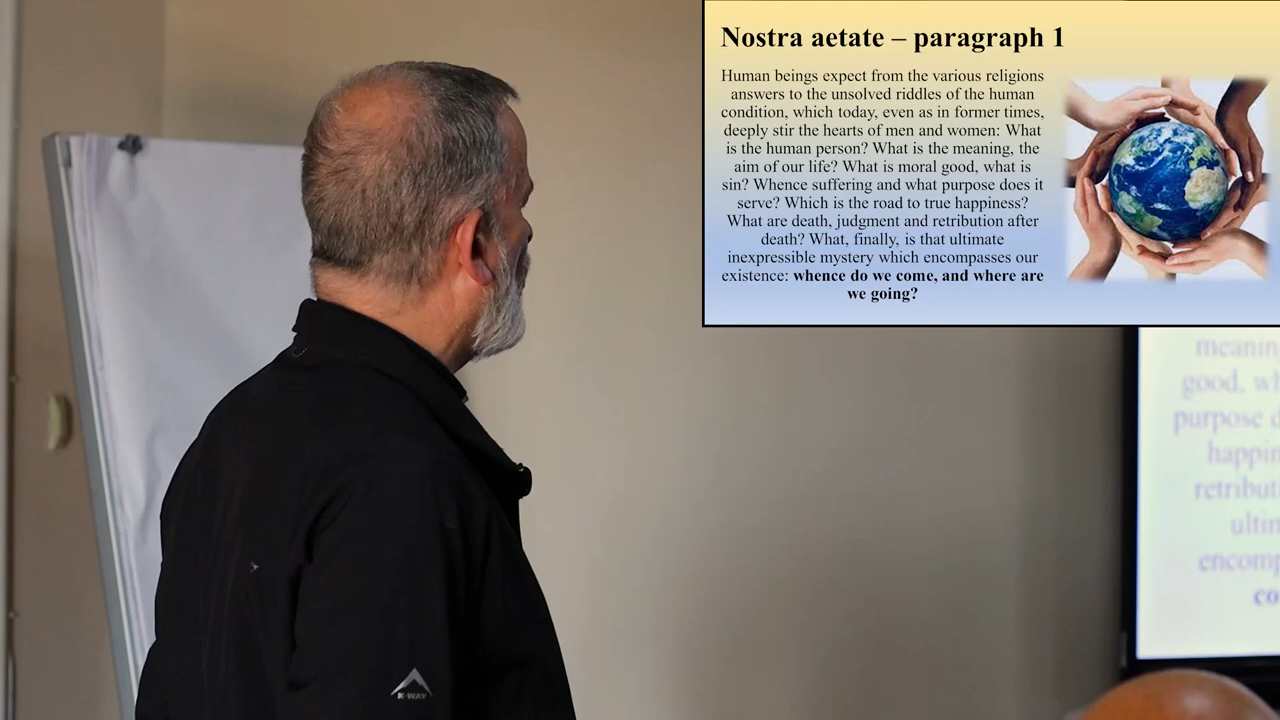 Nostra aetate – paragraph 1
Human beings expect from the various religions
answers to the unsolved riddles of the human
condition, which today, even as in former times,
deeply stir the hearts of men and women: What
is the human person? What is the meaning, the
aim of our life? What is moral good, what is
sin? Whence suffering and what purpose does it
serve? Which is the road to true happiness?
What are death, judgment and retribution after
death? What, finally, is that ultimate
inexpressible mystery which encompasses our
existence: whence do we come, and where are
we going?
meanin
good, wh
purpose d
happin
retributi
ultim
encomp
co
K-WAY